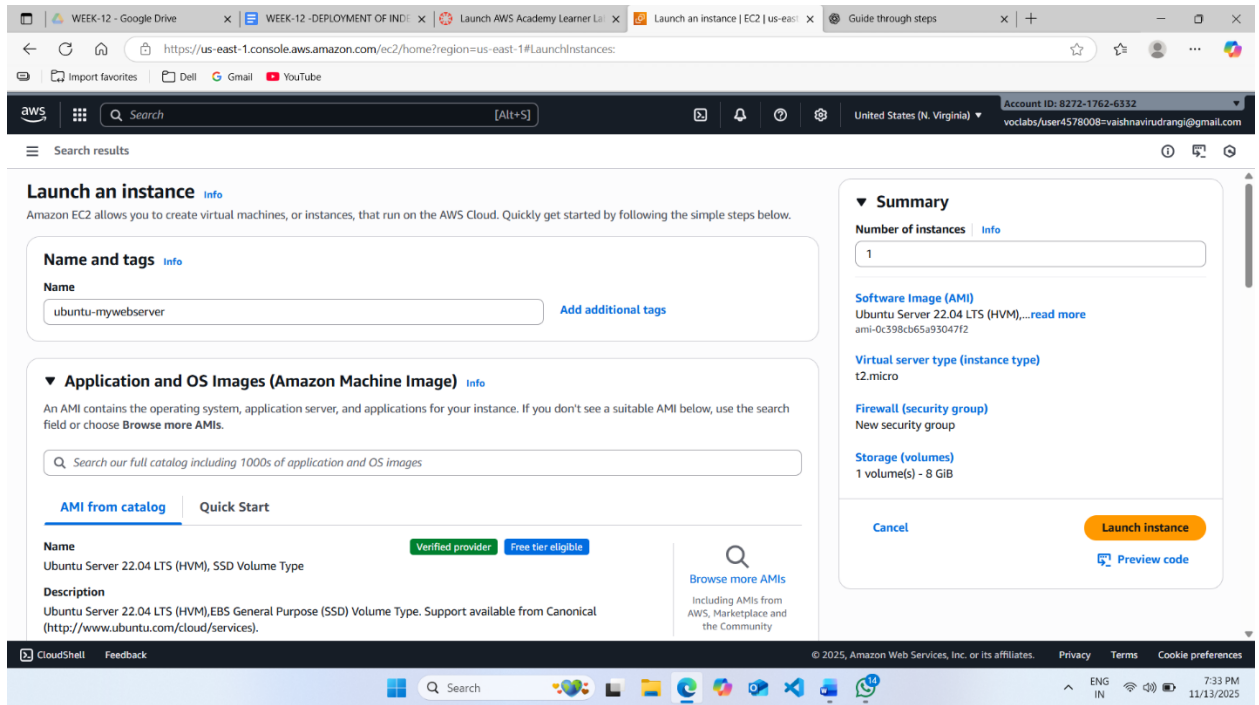 WEEK-12 - Google Drive
WEEK-12 -DEPLOYMENT OF INDE
Launch AWS Academy Learner La
Launch an instance | EC2 | us-east
Guide through steps
https://us-east-1.console.aws.amazon.com/ec2/home?region=us-east-1#LaunchInstances:
Import favorites
Dell
Gmail
YouTube
aws
Search
[Alt+S]
United States (N. Virginia)
Account ID: 8272-1762-6332
voclabs/user4578008=vaishnavirudrangi@gmail.com
Search results
Launch an instance Info
Amazon EC2 allows you to create virtual machines, or instances, that run on the AWS Cloud. Quickly get started by following the simple steps below.
Name and tags Info
Name
ubuntu-mywebserver
Add additional tags
Application and OS Images (Amazon Machine Image) Info
An AMI contains the operating system, application server, and applications for your instance. If you don't see a suitable AMI below, use the search
field or choose Browse more AMIs.
Search our full catalog including 1000s of application and OS images
AMI from catalog
Quick Start
Name
Verified provider
Free tier eligible
Ubuntu Server 22.04 LTS (HVM), SSD Volume Type
Description
Ubuntu Server 22.04 LTS (HVM),EBS General Purpose (SSD) Volume Type. Support available from Canonical
(http://www.ubuntu.com/cloud/services).
Browse more AMIs
Including AMIs from
AWS, Marketplace and
the Community
Summary
Number of instances Info
1
Software Image (AMI)
Ubuntu Server 22.04 LTS (HVM),...read more
ami-0c398cb65a93047f2
Virtual server type (instance type)
t2.micro
Firewall (security group)
New security group
Storage (volumes)
1 volume(s) - 8 GiB
Cancel
Launch instance
Preview code
CloudShell
Feedback
© 2025, Amazon Web Services, Inc. or its affiliates.
Privacy
Terms
Cookie preferences
Search
14
ENG
IN
7:33 PM
11/13/2025